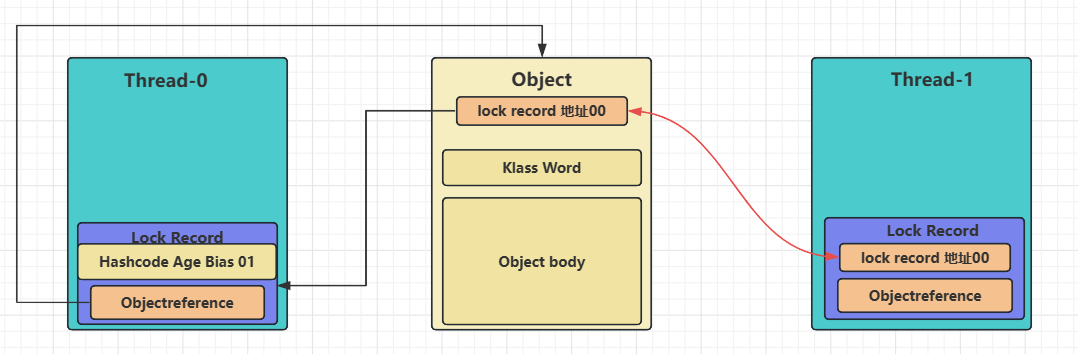 Thread-0
Lock Record
Hashcode Age Bias 01
Objectreference
Object
lock record 地址00
Klass Word
Object body
Thread-1
Lock Record
lock record 地址00
Objectreference